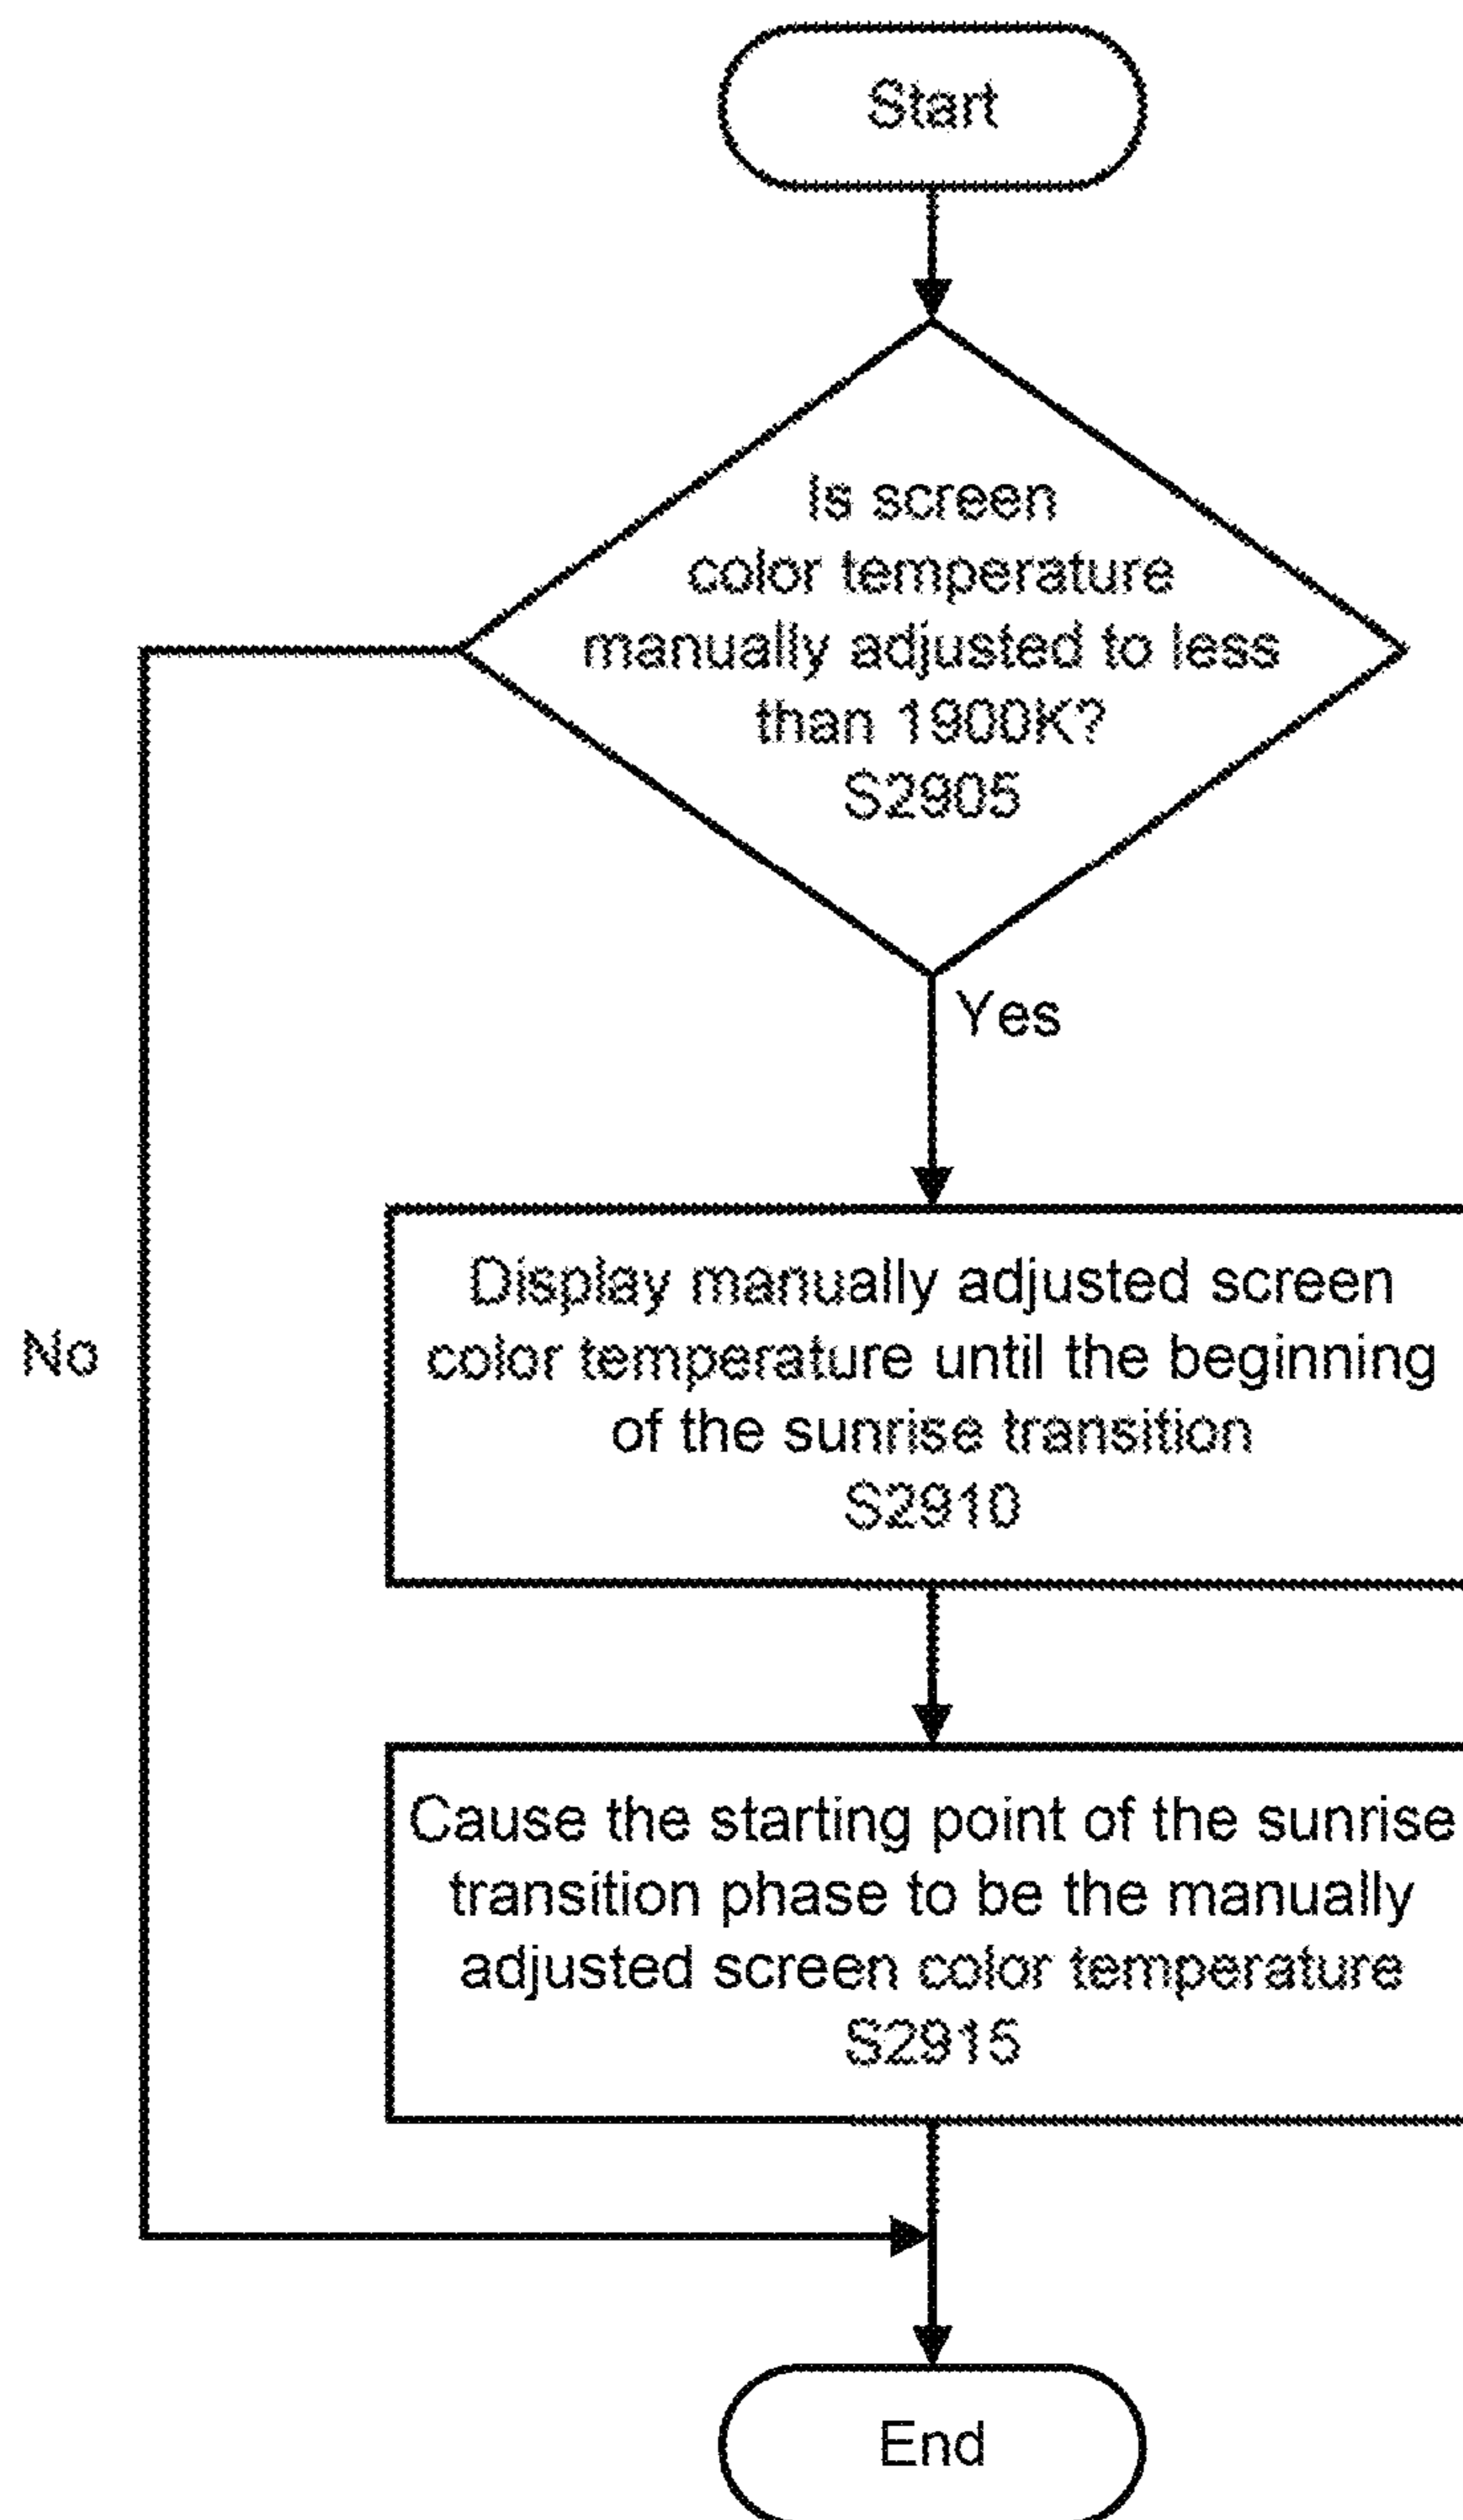 Start
Is screen
color temperature
manually adjusted to less
than 1900K?
S2905
Yes
No
Display manually adjusted screen
color temperature until the beginning
of the sunrise transition
S2910
Cause the starting point of the sunrise
transition phase to be the manually
adjusted screen color temperature
S2915
End